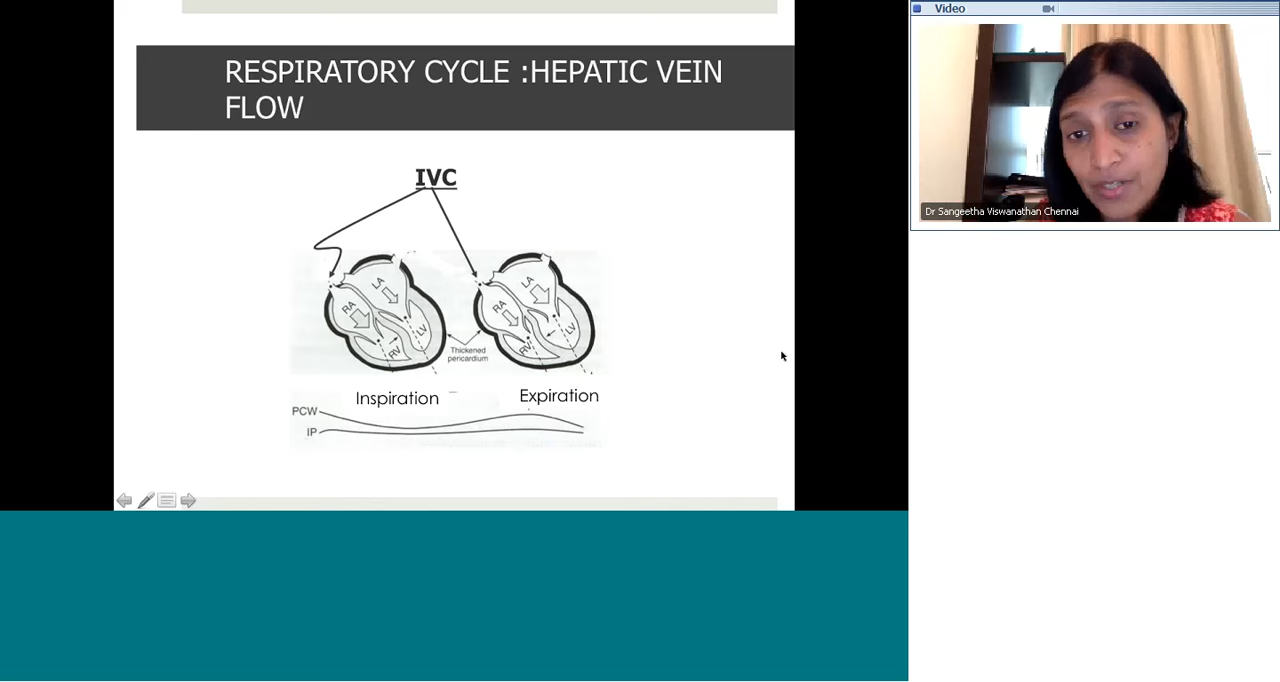 RESPIRATORY CYCLE :HEPATIC VEIN
FLOW
IVC
LA
RA
LV
RV
LA
RA
LV
RV
Thickened
pericardium
Inspiration
Expiration
PCW
IP
Video
Dr Sangeetha Viswanathan Chennai